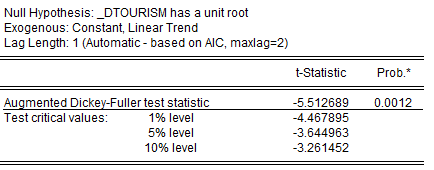 Null Hypothesis: _DTOURISM has a unit root
Exogenous: Constant, Linear Trend
Lag Length: 1 (Automatic - based on AIC, maxlag=2)
t-Statistic Prob.*
Augmented Dickey-Fuller test statistic -5.512689 0.0012
Test critical values: 1% level -4.467895
5% level -3.644963
10% level -3.261452